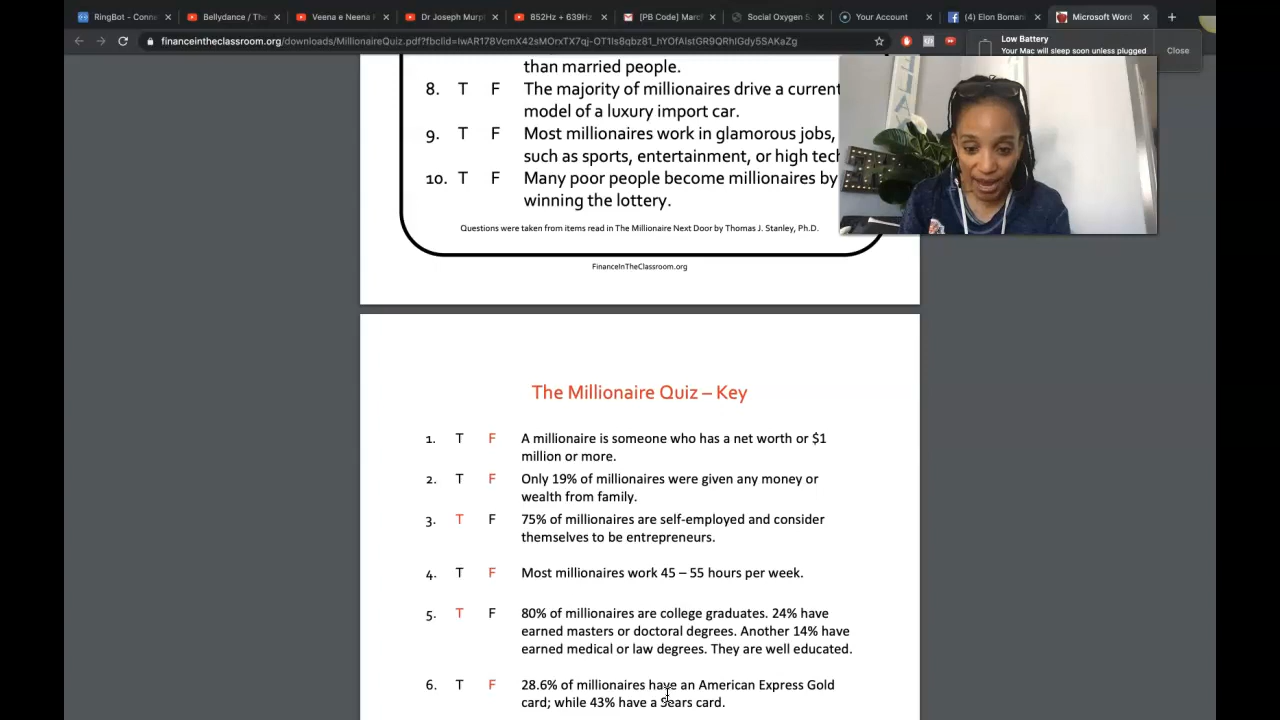 RingBot - Conne
Bellydance / The
Veena e Neena F
Dr Joseph Murph
852Hz + 639Hz
[PB Code] March
Social Oxygen S
Your Account
(4) Elon Boman
Microsoft Word
Low Battery
financeintheclassroom.org/downloads/MillionaireQuiz.pdf?fbclid=IwAR178VcmX42sMOrxTX7qj-OT1ls8qbz81_hYOfAlstGR9QRhIGdy5SAKaZg
Your Mac will sleep soon unless plugged
Close
than married people.
8. T F The majority of millionaires drive a current
model of a luxury import car.
9. T F Most millionaires work in glamorous jobs,
such as sports, entertainment, or high tech
10. T F Many poor people become millionaires by
winning the lottery.
Questions were taken from items read in The Millionaire Next Door by Thomas J. Stanley, Ph.D.
FinanceInTheClassroom.org
The Millionaire Quiz – Key
1. T F A millionaire is someone who has a net worth or $1
million or more.
2. T F Only 19% of millionaires were given any money or
wealth from family.
3. T F 75% of millionaires are self-employed and consider
themselves to be entrepreneurs.
4. T F Most millionaires work 45 – 55 hours per week.
5. T F 80% of millionaires are college graduates. 24% have
earned masters or doctoral degrees. Another 14% have
earned medical or law degrees. They are well educated.
6. T F 28.6% of millionaires have an American Express Gold
card; while 43% have a Sears card.